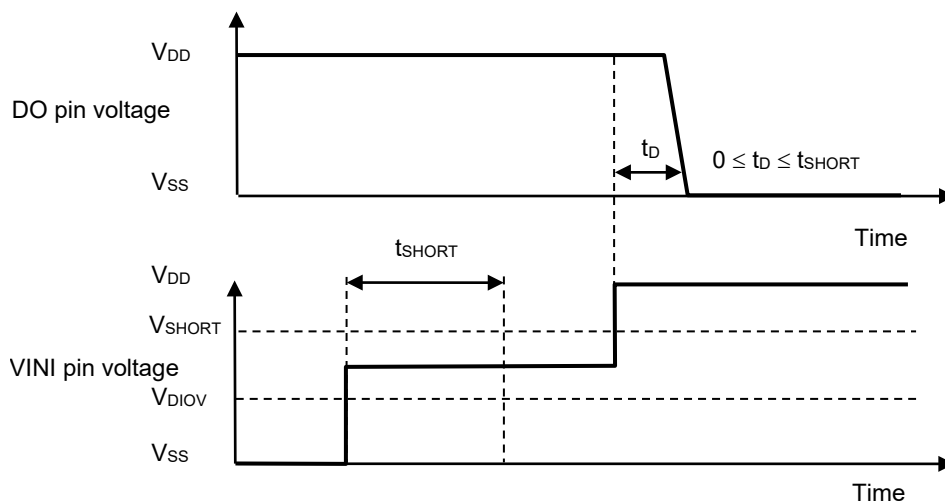 VDD
DO pin voltage
tD
0 ≤ tD ≤ tSHORT
VSS
Time
tSHORT
VDD
VSHORT
VINI pin voltage
VDIOV
VSS
Time